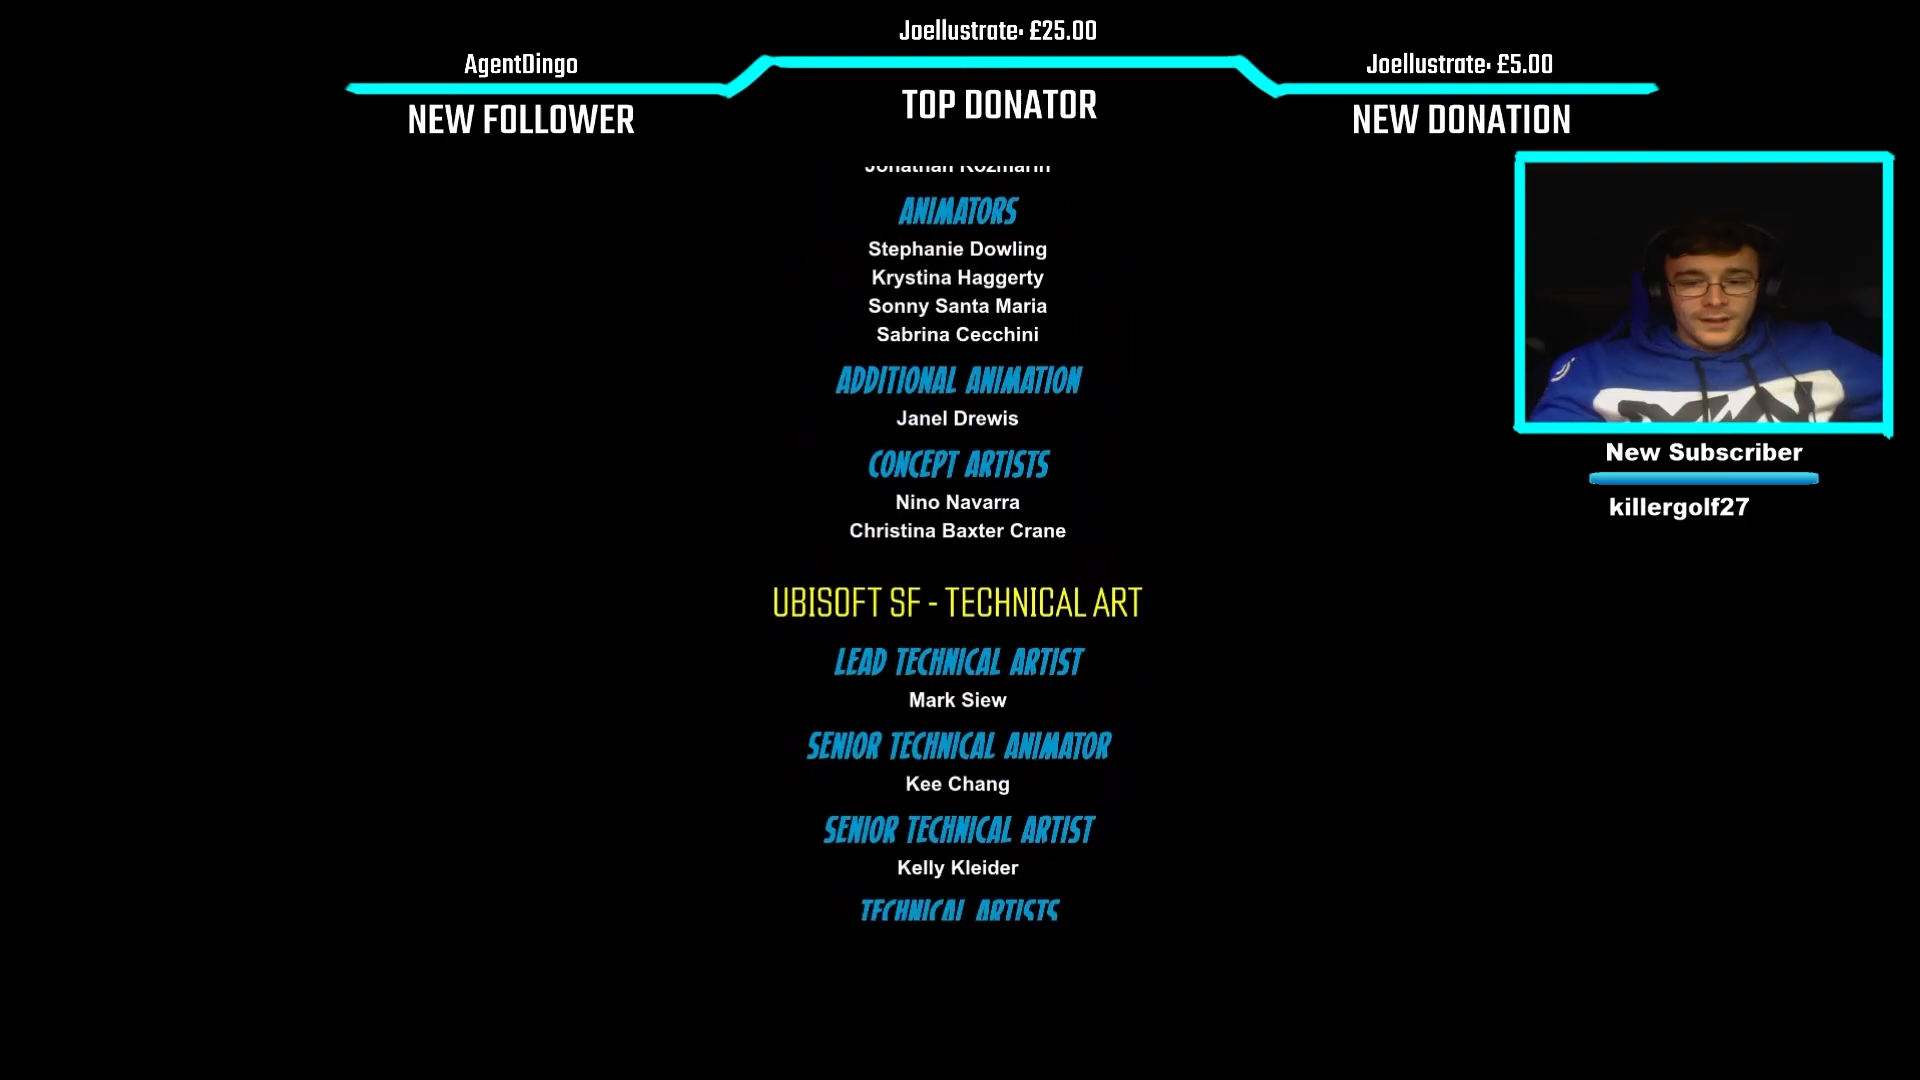 Joellustrate: £25.00
AgentDingo
Joellustrate: £5.00
TOP DONATOR
NEW FOLLOWER
NEW DONATION
ANIMATORS
Stephanie Dowling
Krystina Haggerty
Sonny Santa Maria
Sabrina Cecchini
ADDITIONAL ANIMATION
Janel Drewis
CONCEPT ARTISTS
Nino Navarra
Christina Baxter Crane
UBISOFT SF - TECHNICAL ART
LEAD TECHNICAL ARTIST
Mark Siew
SENIOR TECHNICAL ANIMATOR
Kee Chang
SENIOR TECHNICAL ARTIST
Kelly Kleider
TECHNICAL ARTISTS
New Subscriber
killergolf27